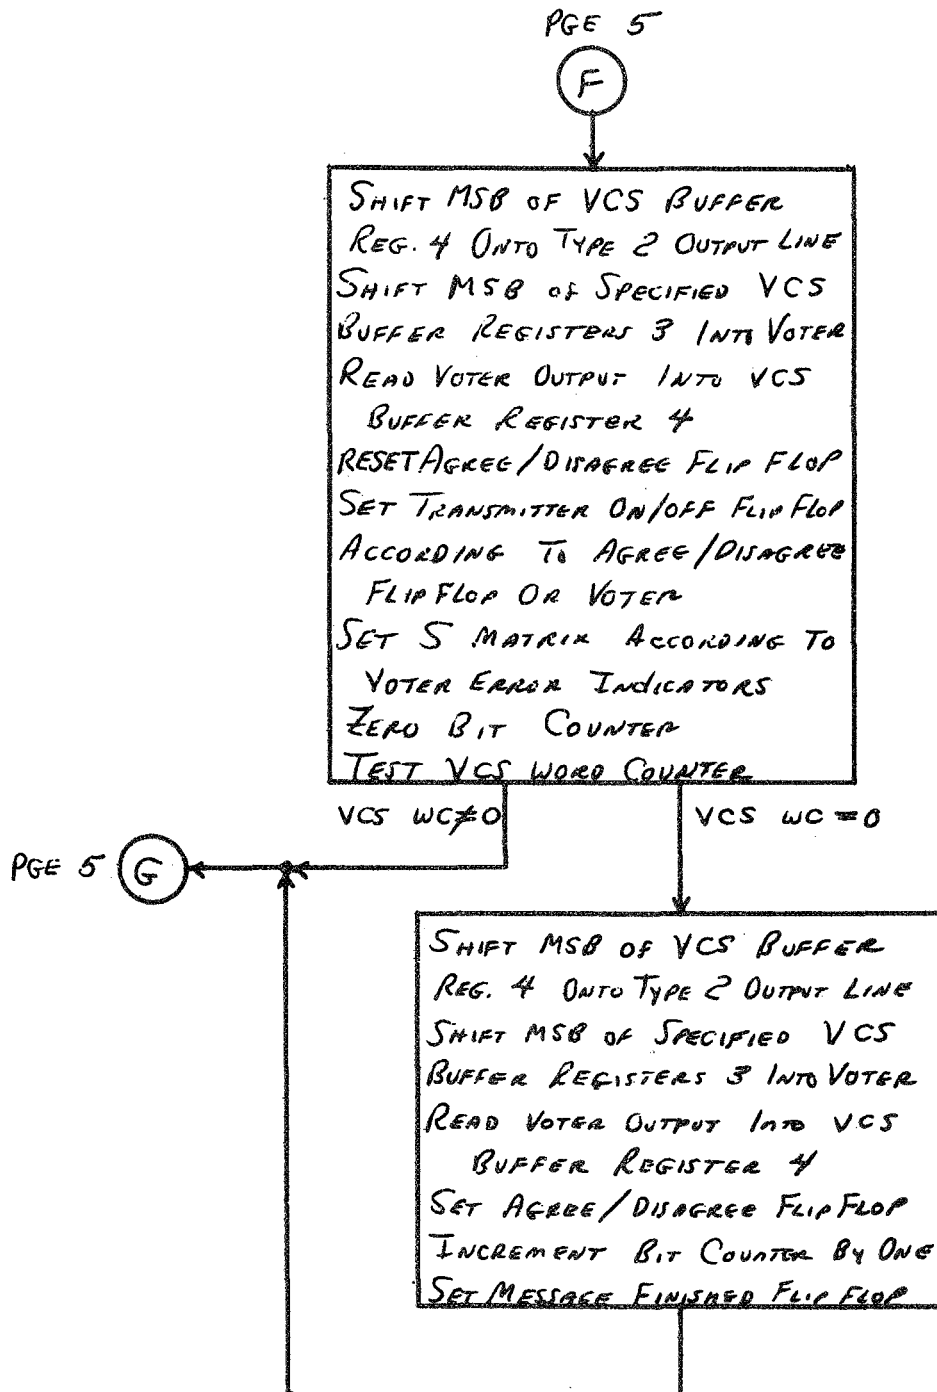 PGE 5
F
SHIFT MSB OF VCS BUFFER
REG. 4 ONTO TYPE 2 OUTPUT LINE
SHIFT MSB OF SPECIFIED VCS
BUFFER REGISTERS 3 INTO VOTER
READ VOTER OUTPUT INTO VCS
BUFFER REGISTER 4
RESET AGREE/DISAGREE FLIP FLOP
SET TRANSMITTER ON/OFF FLIP FLOP
ACCORDING TO AGREE/DISAGREE
FLIP FLOP OR VOTER
SET S MATRIX ACCORDING TO
VOTER ERROR INDICATORS
ZERO BIT COUNTER
TEST VCS WORD COUNTER
VCS WC≠0
VCS WC=0
PGE 5 G
SHIFT MSB OF VCS BUFFER
REG. 4 ONTO TYPE 2 OUTPUT LINE
SHIFT MSB OF SPECIFIED VCS
BUFFER REGISTERS 3 INTO VOTER
READ VOTER OUTPUT INTO VCS
BUFFER REGISTER 4
SET AGREE/DISAGREE FLIP FLOP
INCREMENT BIT COUNTER BY ONE
SET MESSAGE FINISHED FLIP FLOP